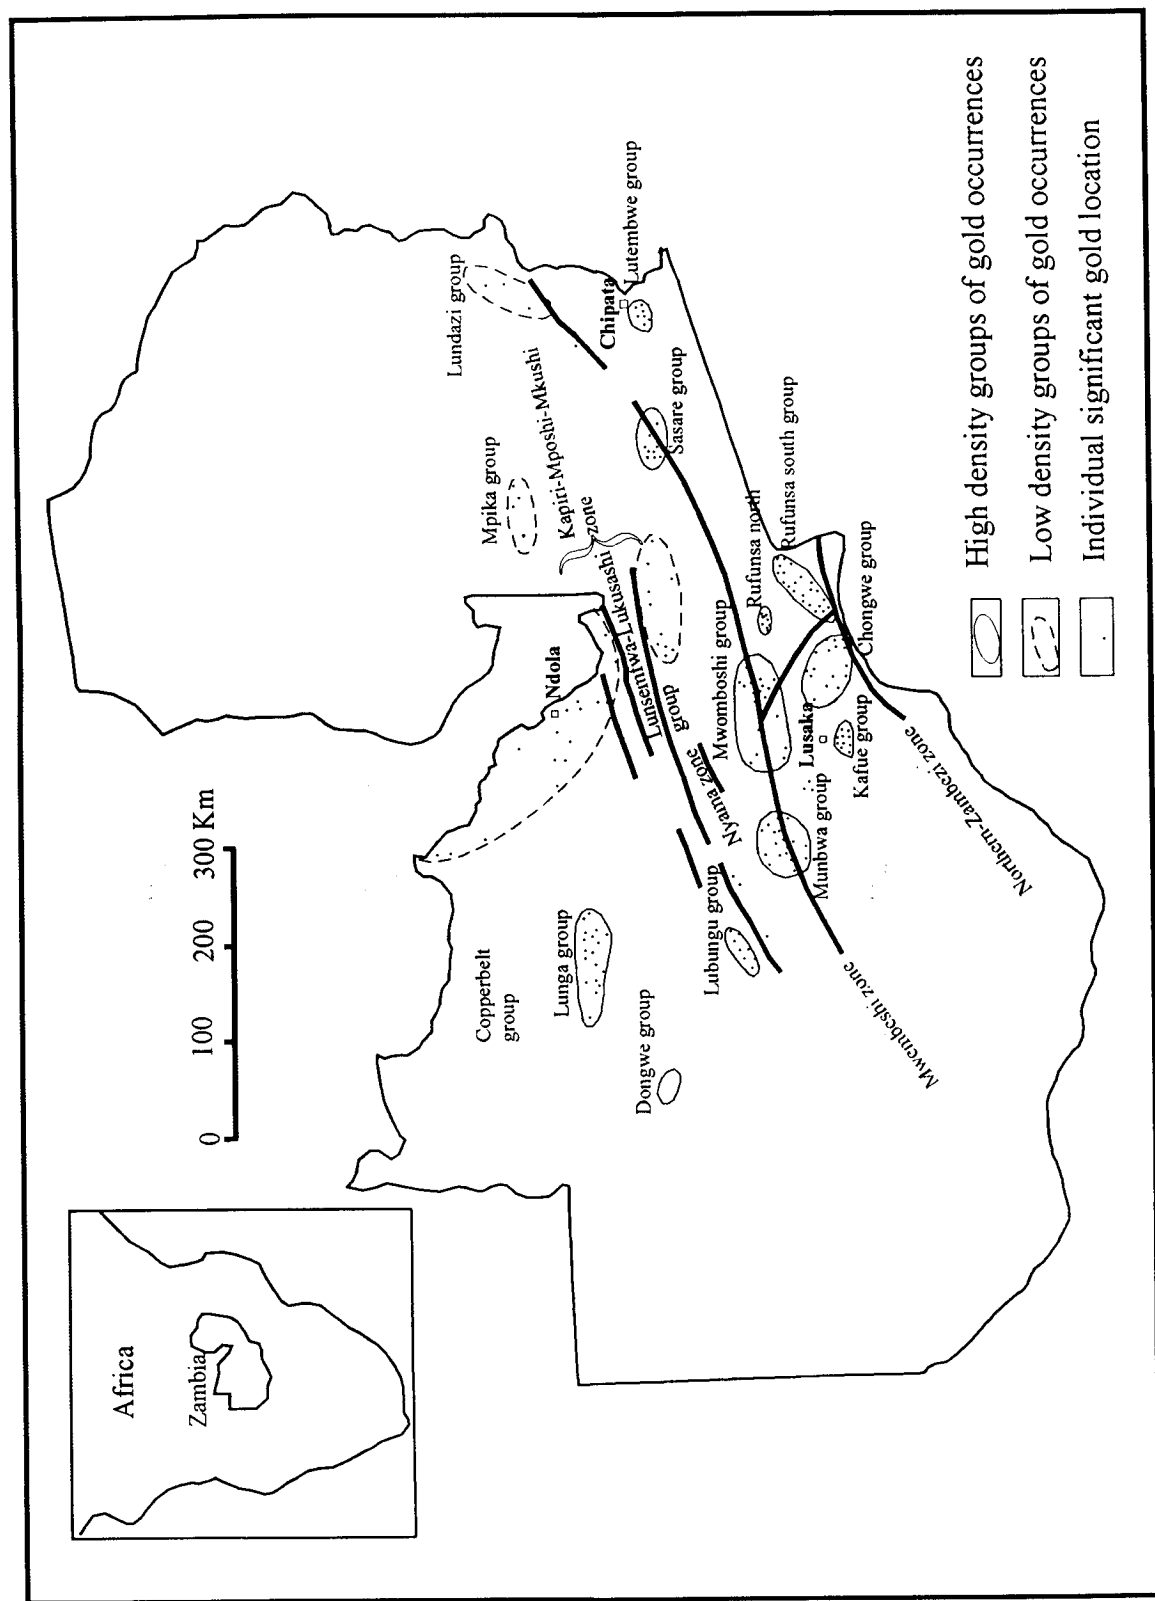 Africa
Zambia
0 100 200 300 Km
Copperbelt
group
Lunga group
Dongwe group
Lubungu group
Ndola
Mpika group
Lundazi group
Kapiri-Mposhi-Mkushi
zone
Lunsemfwa-Lukusashi
group
Nyama zone
Mwomboshi group
Munbwa group
Lusaka
Kafue group
Chongwe group
Rufunsa north
Rufunsa south group
Sasare group
Chipata
Lutembwe group
Mwembeshi zone
Northern-Zambezi zone
High density groups of gold occurrences
Low density groups of gold occurrences
Individual significant gold location